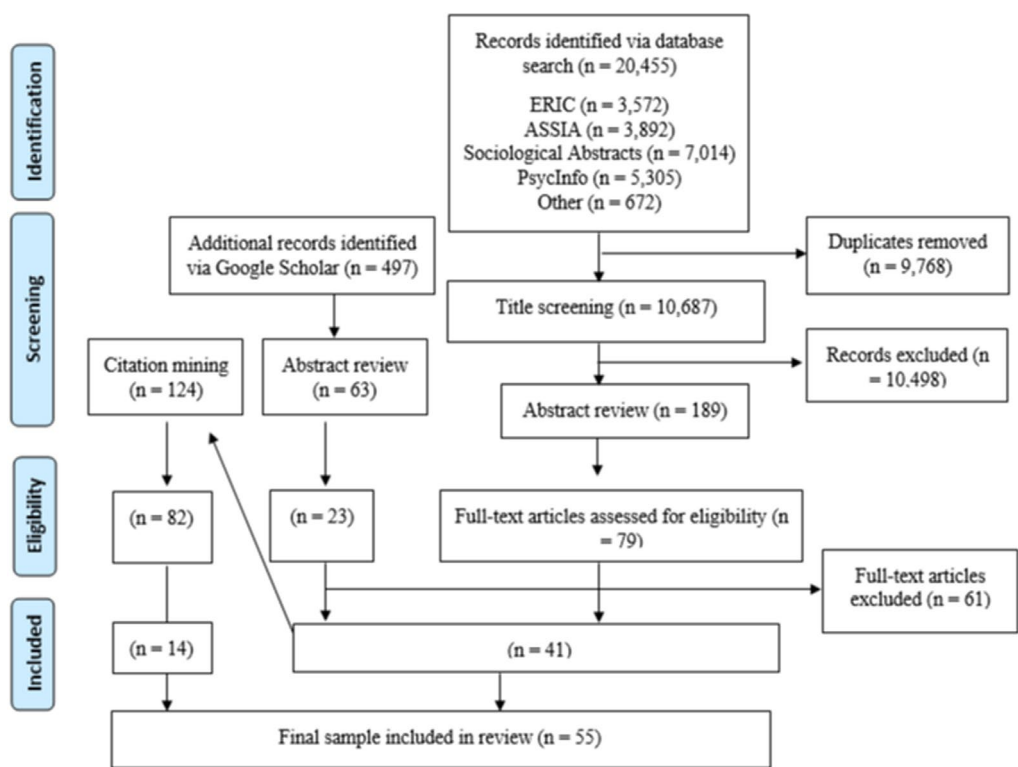 Identification
Records identified via database
search (n = 20,455)
ERIC (n = 3,572)
ASSIA (n = 3,892)
Sociological Abstracts (n = 7,014)
PsycInfo (n = 5,305)
Other (n = 672)
Screening
Additional records identified
via Google Scholar (n = 497)
Duplicates removed
(n = 9,768)
Title screening (n = 10,687)
Citation mining
(n = 124)
Abstract review
(n = 63)
Records excluded (n
= 10,498)
Abstract review (n = 189)
Eligibility
(n = 82)
(n = 23)
Full-text articles assessed for eligibility (n
= 79)
Full-text articles
excluded (n = 61)
Included
(n = 14)
(n = 41)
Final sample included in review (n = 55)